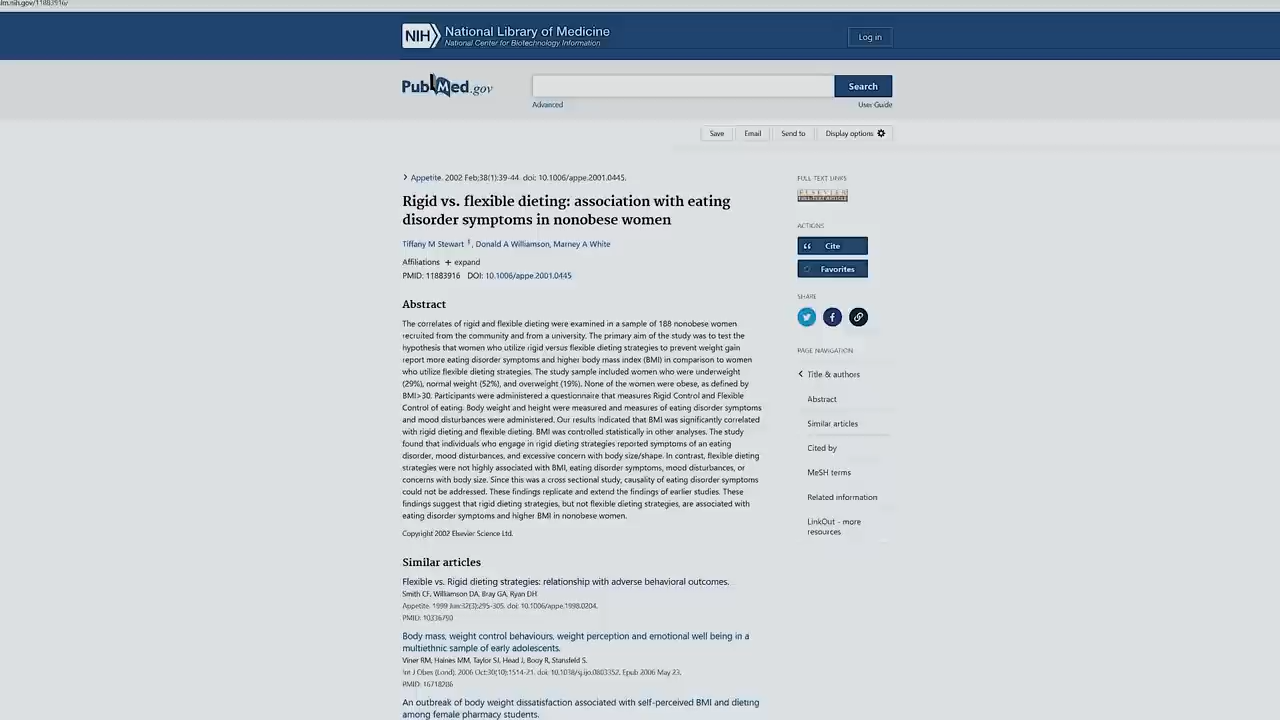 lm.nih.gov/11883916/
NIH National Library of Medicine
National Center for Biotechnology Information
Log in
PubMed.gov
Search
Advanced
User Guide
Save
Email
Send to
Display options
Appetite. 2002 Feb;38(1):39-44. doi: 10.1006/appe.2001.0445.
Rigid vs. flexible dieting: association with eating
disorder symptoms in nonobese women
Tiffany M Stewart 1, Donald A Williamson, Marney A White
Affiliations + expand
PMID: 11883916 DOI: 10.1006/appe.2001.0445
Abstract
The correlates of rigid and flexible dieting were examined in a sample of 188 nonobese women
recruited from the community and from a university. The primary aim of the study was to test the
hypothesis that women who utilize rigid versus flexible dieting strategies to prevent weight gain
report more eating disorder symptoms and higher body mass index (BMI) in comparison to women
who utilize flexible dieting strategies. The study sample included women who were underweight
(29%), normal weight (52%), and overweight (19%). None of the women were obese, as defined by
BMI>30. Participants were administered a questionnaire that measures Rigid Control and Flexible
Control of eating. Body weight and height were measured and measures of eating disorder symptoms
and mood disturbances were administered. Our results indicated that BMI was significantly correlated
with rigid dieting and flexible dieting. BMI was controlled statistically in other analyses. The study
found that individuals who engage in rigid dieting strategies reported symptoms of an eating
disorder, mood disturbances, and excessive concern with body size/shape. In contrast, flexible dieting
strategies were not highly associated with BMI, eating disorder symptoms, mood disturbances, or
concerns with body size. Since this was a cross sectional study, causality of eating disorder symptoms
could not be addressed. These findings replicate and extend the findings of earlier studies. These
findings suggest that rigid dieting strategies, but not flexible dieting strategies, are associated with
eating disorder symptoms and higher BMI in nonobese women.
Copyright 2002 Elsevier Science Ltd.
Similar articles
Flexible vs. Rigid dieting strategies: relationship with adverse behavioral outcomes.
Smith CF, Williamson DA, Bray GA, Ryan DH.
Appetite. 1999 Jun;32(3):295-305. doi: 10.1006/appe.1998.0204.
PMID: 10336790
Body mass, weight control behaviours, weight perception and emotional well being in a
multiethnic sample of early adolescents.
Viner RM, Haines MM, Taylor SJ, Head J, Booy R, Stansfeld S.
Int J Obes (Lond). 2006 Oct;30(10):1514-21. doi: 10.1038/sj.ijo.0803352. Epub 2006 May 23.
PMID: 16718286
An outbreak of body weight dissatisfaction associated with self-perceived BMI and dieting
among female pharmacy students.
FULL TEXT LINKS
ELSEVIER
FULL-TEXT ARTICLE
ACTIONS
Cite
Favorites
SHARE
PAGE NAVIGATION
Title & authors
Abstract
Similar articles
Cited by
MeSH terms
Related information
LinkOut - more
resources